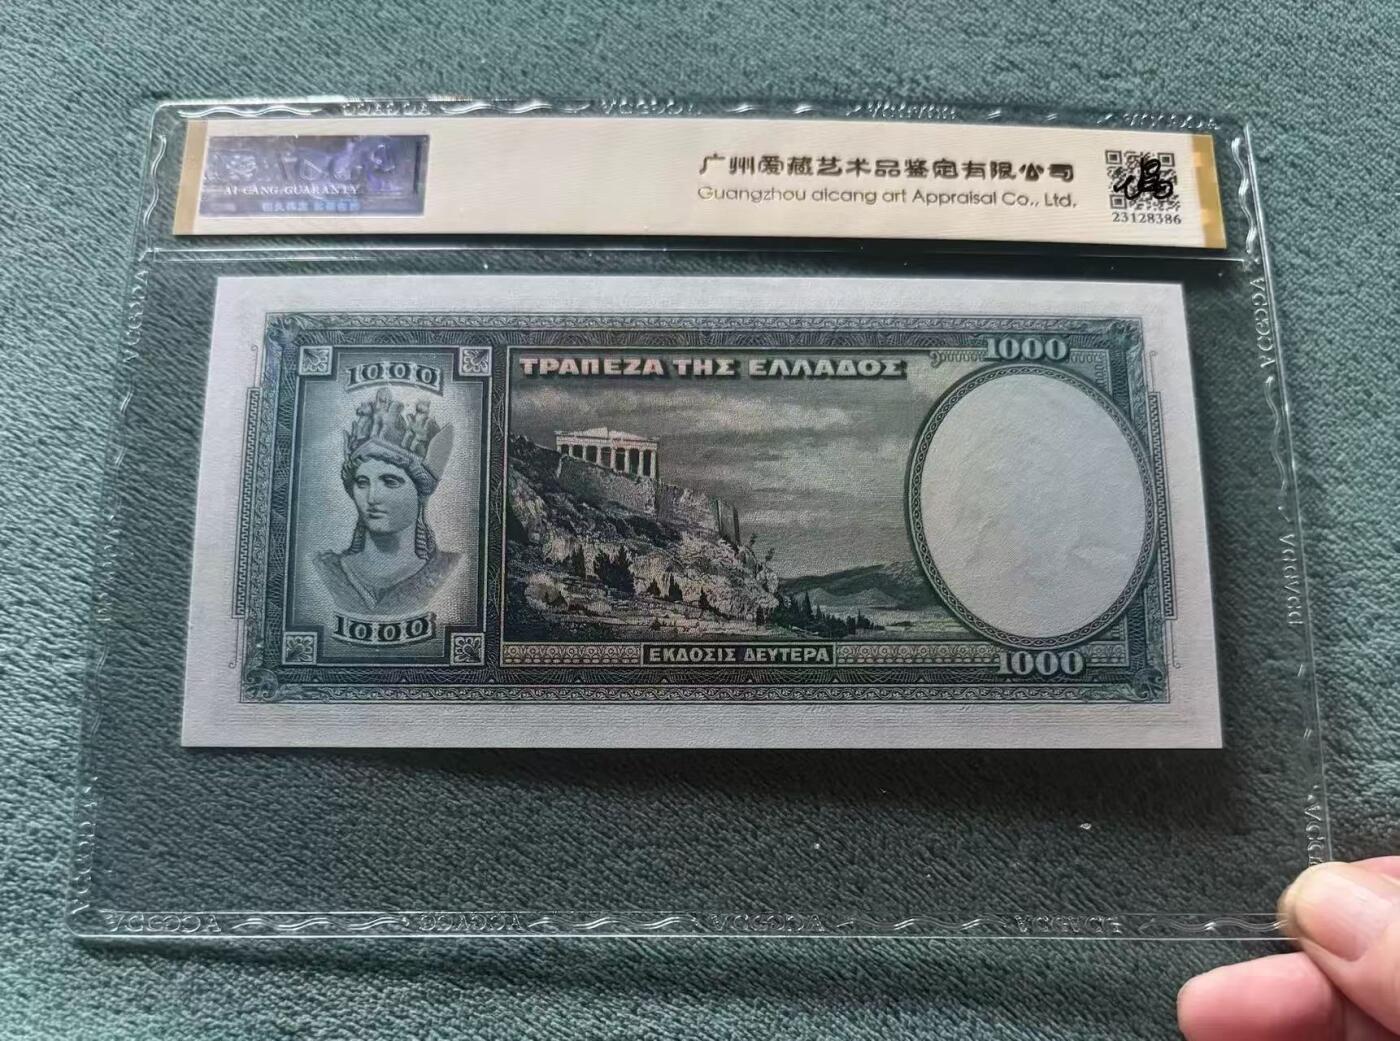 AI CANG GUARANTY
广州爱藏艺术品鉴定有限公司
Guangzhou aicang art Appraisal Co., Ltd.
23128386
1000
ΤΡΑΠΕΖΑ ΤΗΣ ΕΛΛΑΔΟΣ
1000
1000
ΕΚΔΟΣΙΣ ΔΕΥΤΕΡΑ
1000